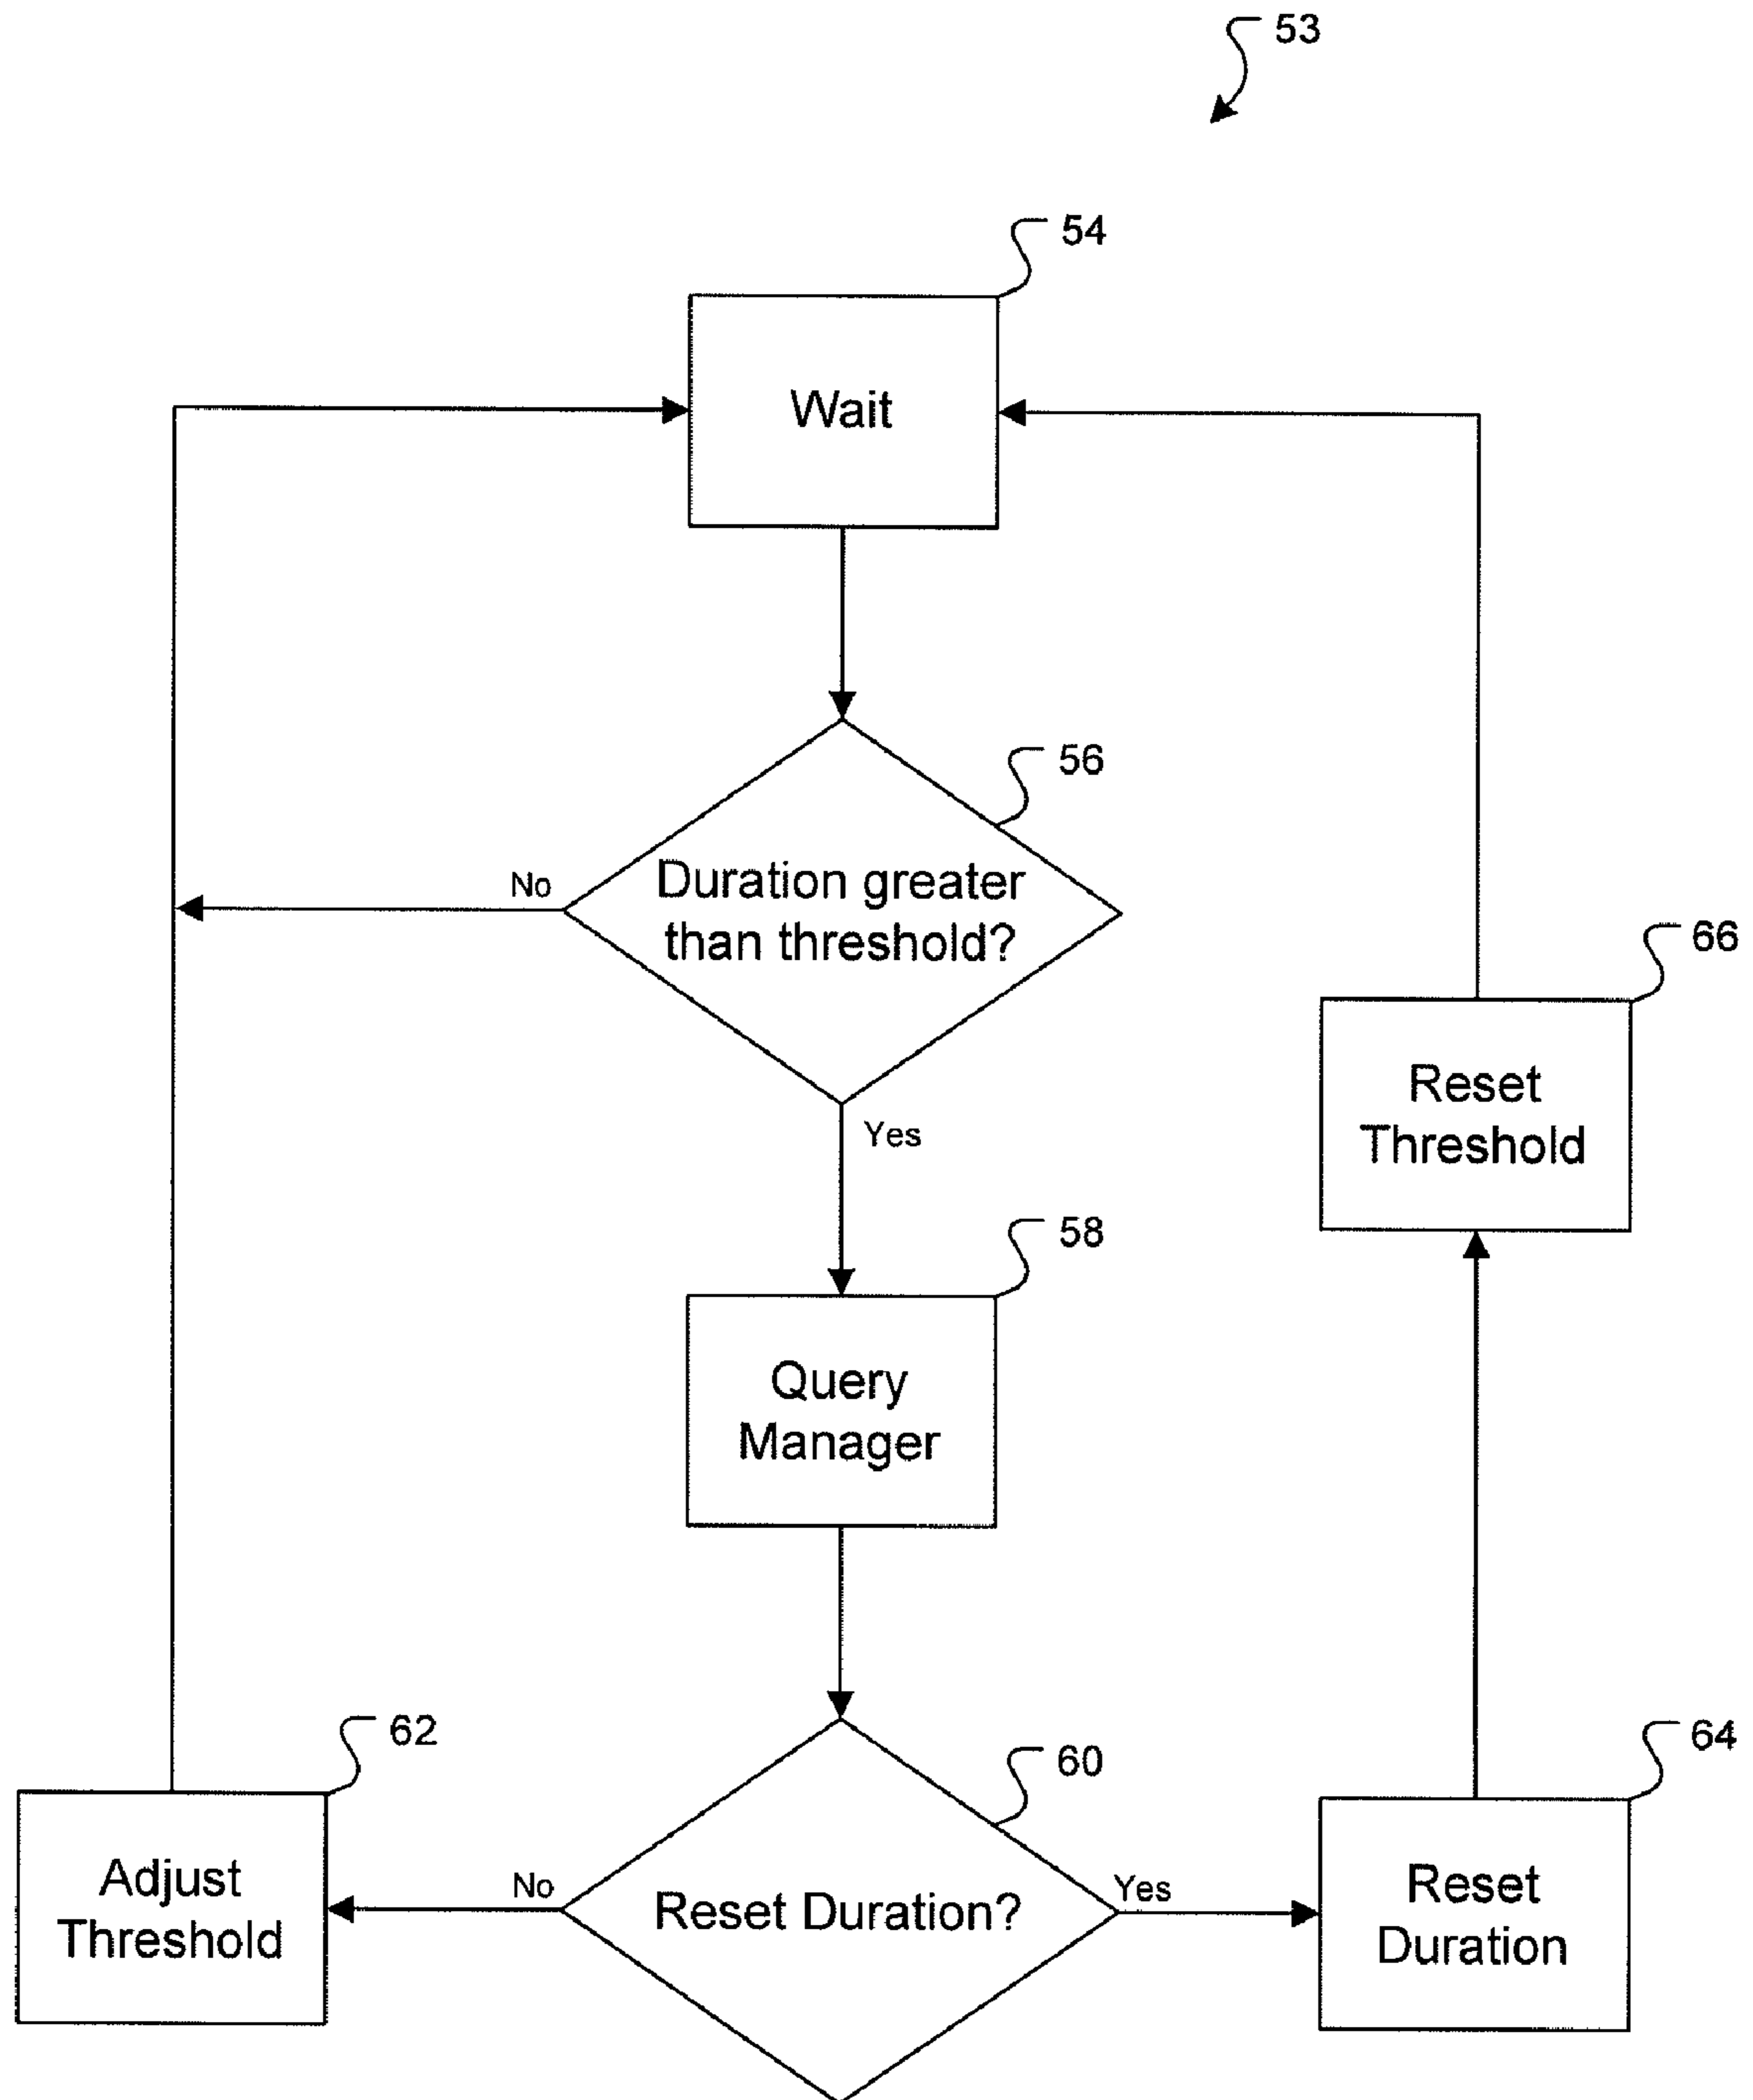 53
54
Wait
56
Duration greater
than threshold?
No
Yes
66
Reset
Threshold
58
Query
Manager
62
Adjust
Threshold
60
Reset Duration?
No
Yes
64
Reset
Duration